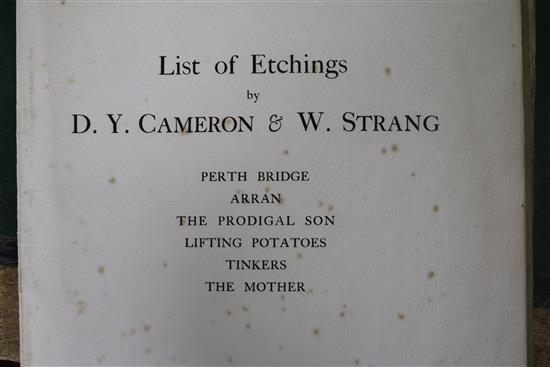 List of Etchings
by
D. Y. CAMERON & W. STRANG
PERTH BRIDGE
ARRAN
THE PRODIGAL SON
LIFTING POTATOES
TINKERS
THE MOTHER